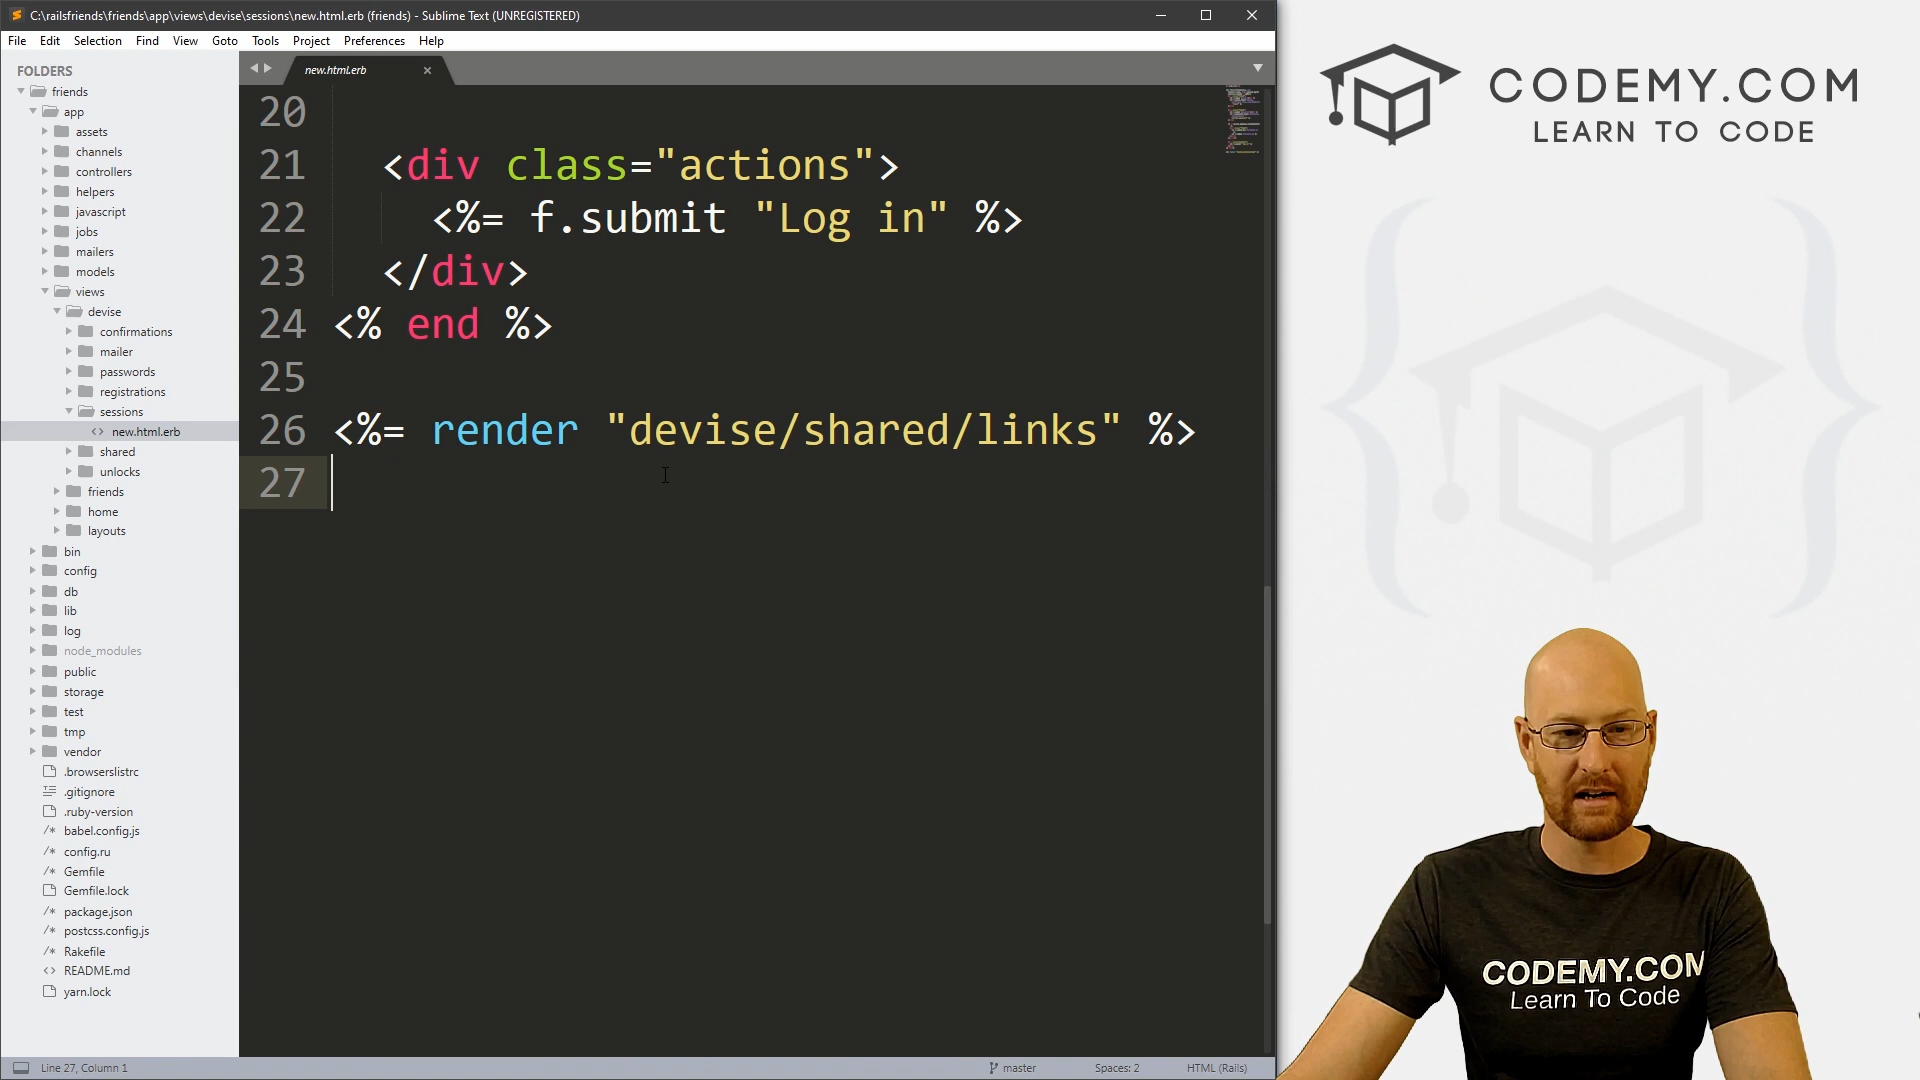 C:\railsfriends\friends\app\views\devise\sessions\new.html.erb (friends) - Sublime Text (UNREGISTERED)
File Edit Selection Find View Goto Tools Project Preferences Help
FOLDERS
friends
app
assets
channels
controllers
helpers
javascript
jobs
mailers
models
views
devise
confirmations
mailer
passwords
registrations
sessions
<> new.html.erb
shared
unlocks
friends
home
layouts
bin
config
db
lib
log
node_modules
public
storage
test
tmp
vendor
.browserslistrc
.gitignore
.ruby-version
/* babel.config.js
/* config.ru
/* Gemfile
Gemfile.lock
/* package.json
/* postcss.config.js
/* Rakefile
<> README.md
yarn.lock
new.html.erb
20
21 <div class="actions">
22 <%= f.submit "Log in" %>
23 </div>
24 <% end %>
25
26 <%= render "devise/shared/links" %>
27
Line 27, Column 1
master
Spaces: 2
HTML (Rails)
CODEMY.COM
LEARN TO CODE
CODEMY.COM
Learn To Code